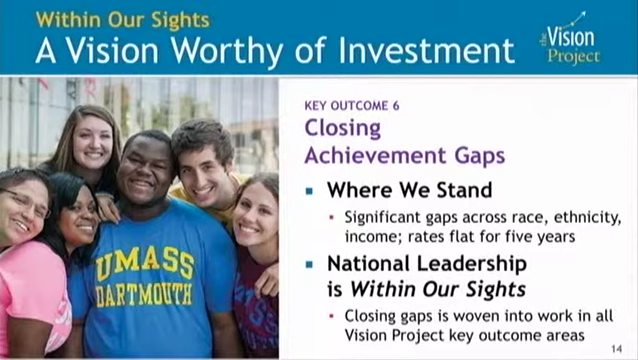 Within Our Sights
A Vision Worthy of Investment
the Vision
Project
KEY OUTCOME 6
Closing
Achievement Gaps
Where We Stand
Significant gaps across race, ethnicity,
income; rates flat for five years
National Leadership
is Within Our Sights
Closing gaps is woven into work in all
Vision Project key outcome areas
14
UMASS
DARTMOUTH